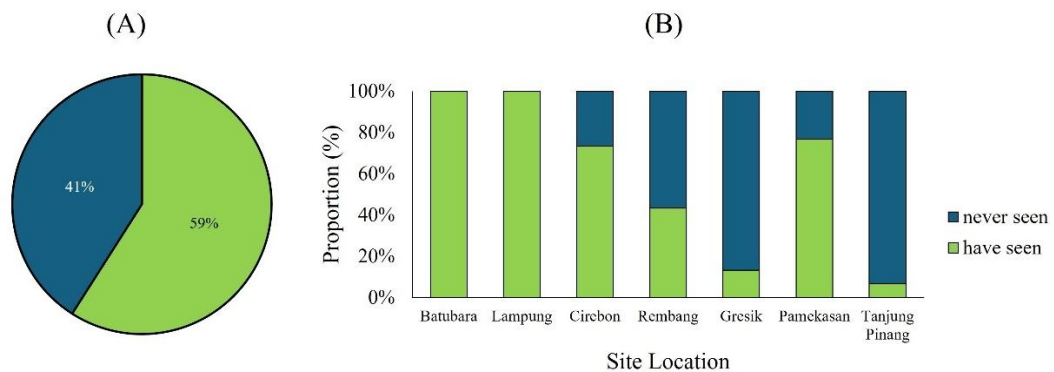 (A)
41%
59%
(B)
Proportion (%)
100%
80%
60%
40%
20%
0%
Batubara
Lampung
Cirebon
Rembang
Gresik
Pamekasan
Tanjung
Pinang
Site Location
never seen
have seen